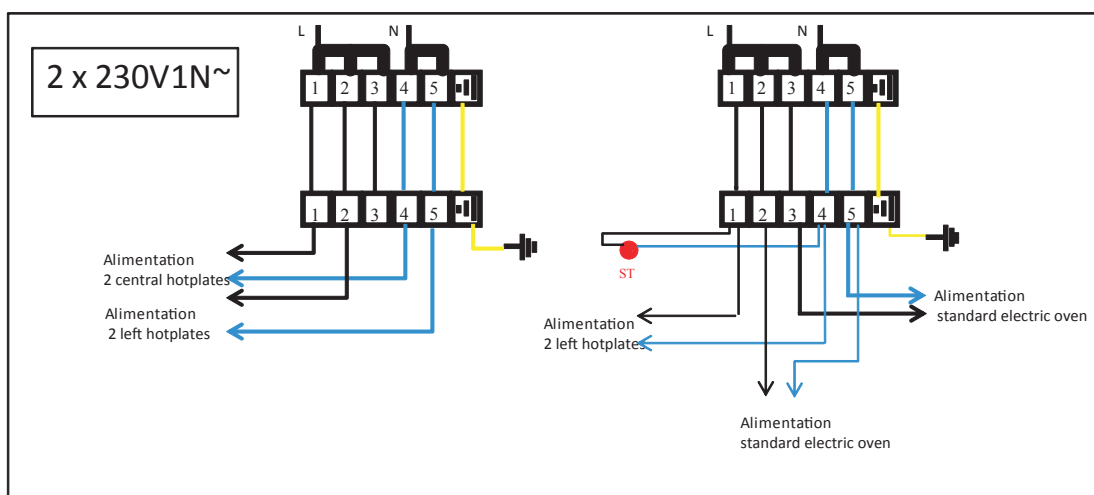 2 x 230V1N~
L N
1 2 3 4 5
1 2 3 4 5
Alimentation
2 central hotplates
Alimentation
2 left hotplates
L N
1 2 3 4 5
1 2 3 4 5
ST
Alimentation
2 left hotplates
Alimentation
standard electric oven
Alimentation
standard electric oven